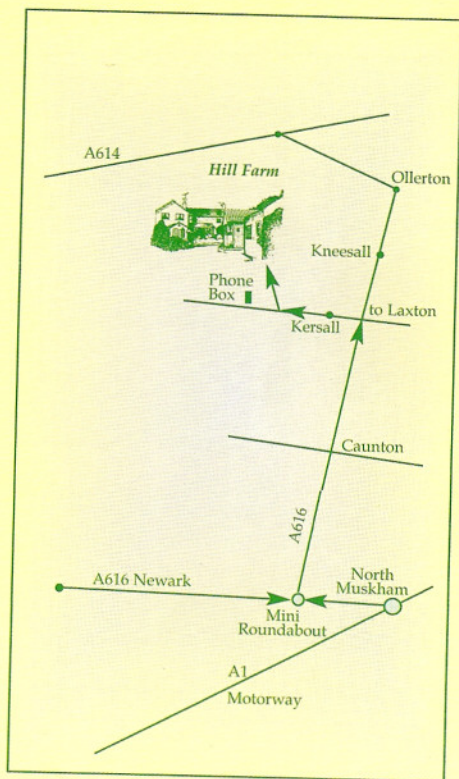 A614
Hill Farm
Ollerton
Kneesall
Phone
Box
to Laxton
Kersall
Caunton
A616
A616 Newark
North
Muskham
Mini
Roundabout
A1
Motorway